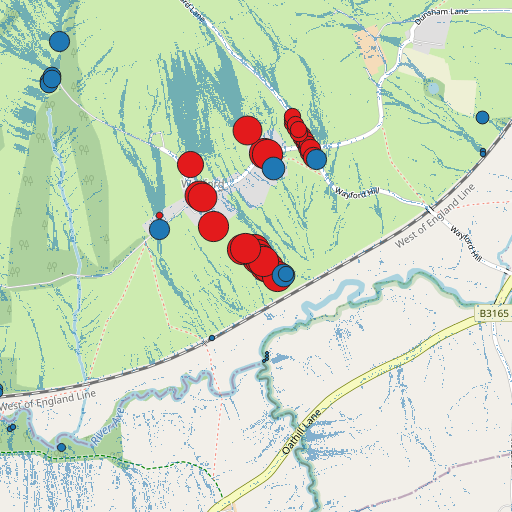 Dunsham Lane
Lane
Wayford Hill
West of England Line
Wayford Hill
B3165
West of England Line
River Axe
Oathill Lane